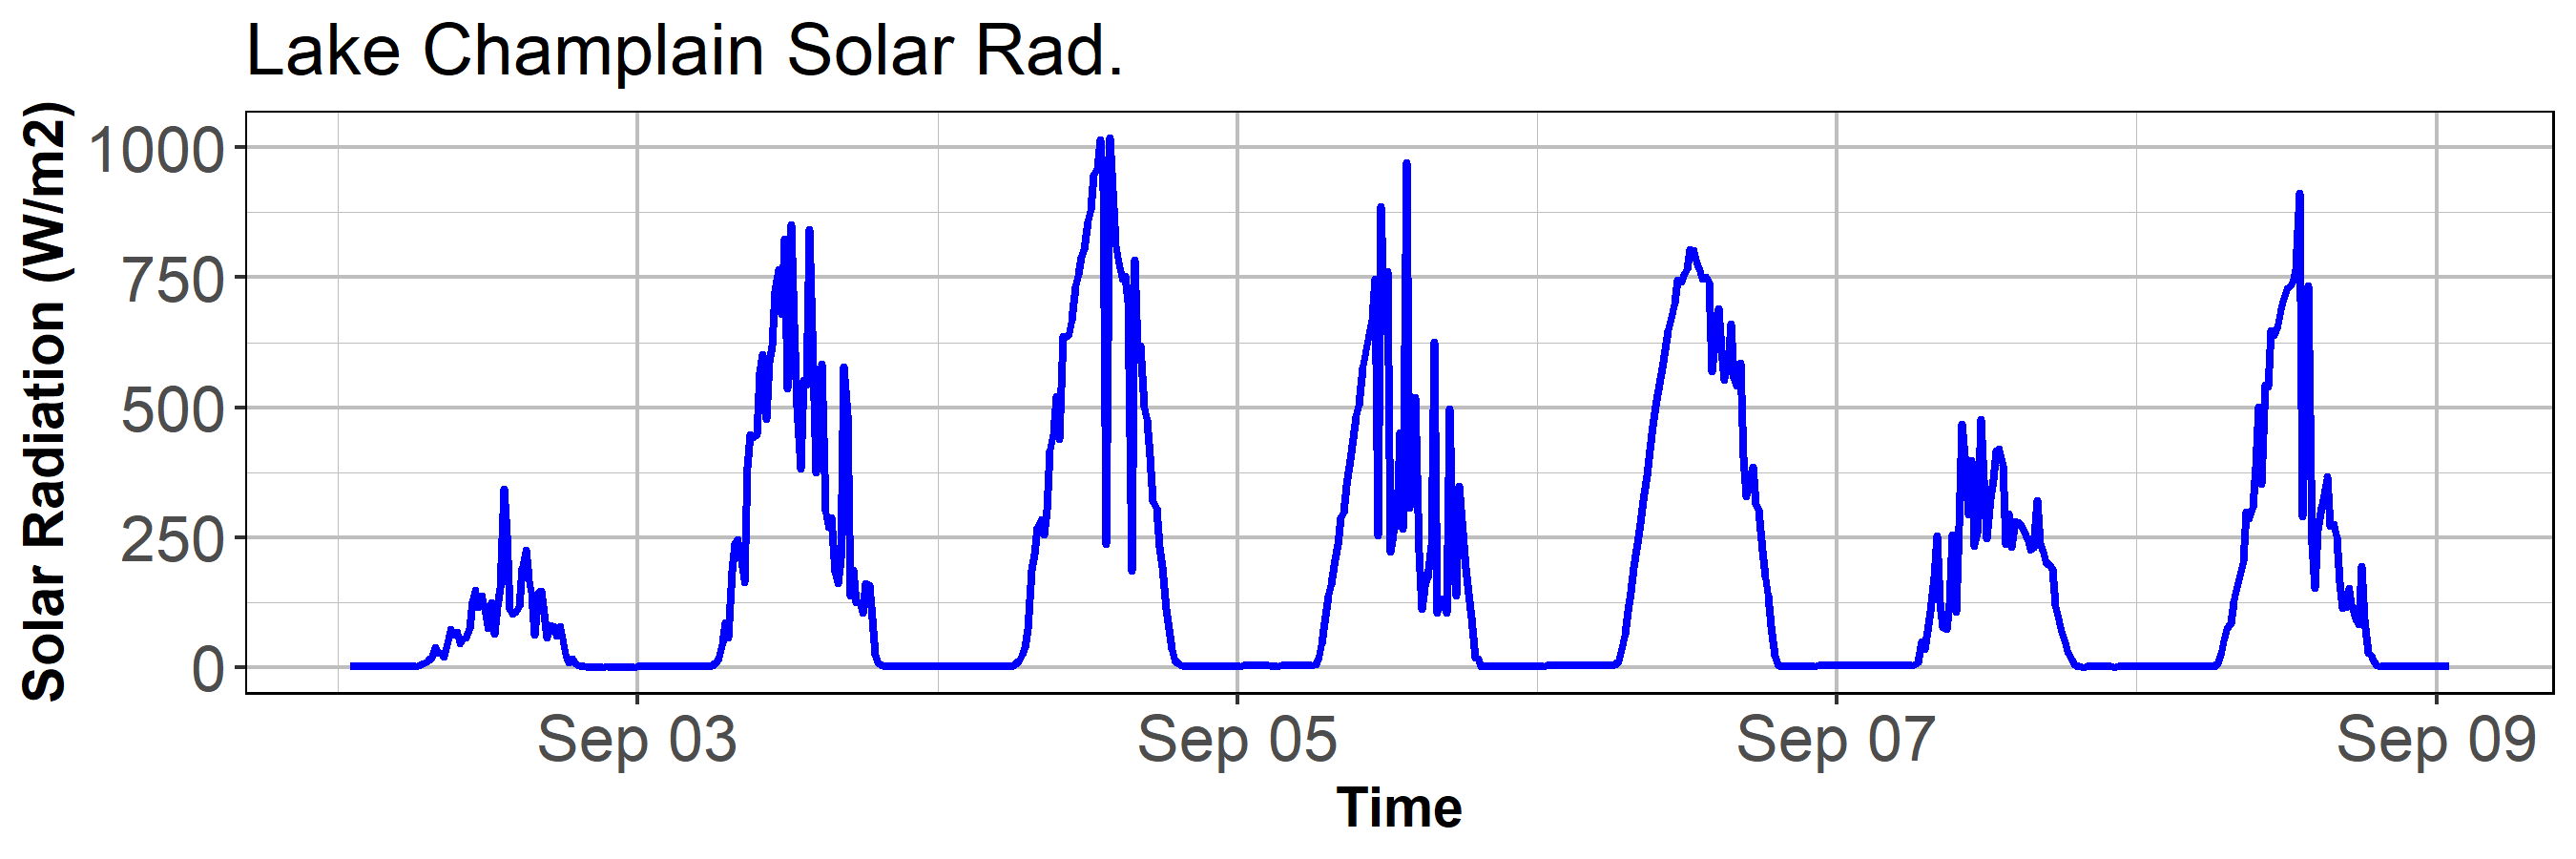 Lake Champlain Solar Rad.
Solar Radiation (W/m2)
1000
750
500
250
0
Sep 03
Sep 05
Sep 07
Sep 09
Time